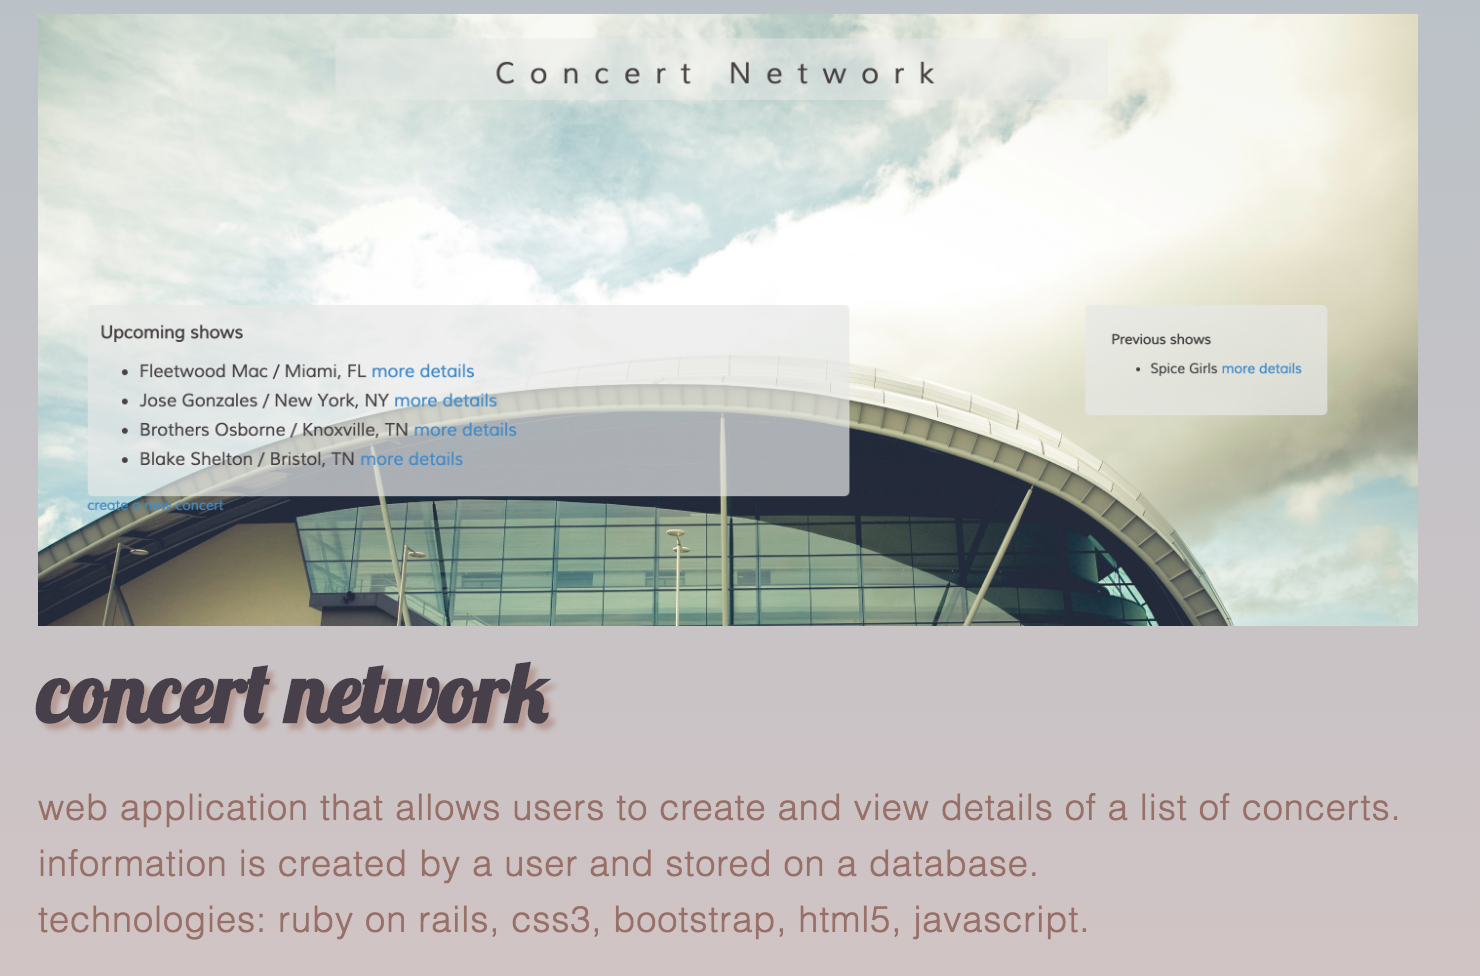 Concert Network
Upcoming shows
Fleetwood Mac / Miami, FL more details
Jose Gonzales / New York, NY more details
Brothers Osborne / Knoxville, TN more details
Blake Shelton / Bristol, TN more details
create a new concert
Previous shows
Spice Girls more details
concert network
web application that allows users to create and view details of a list of concerts.
information is created by a user and stored on a database.
technologies: ruby on rails, css3, bootstrap, html5, javascript.